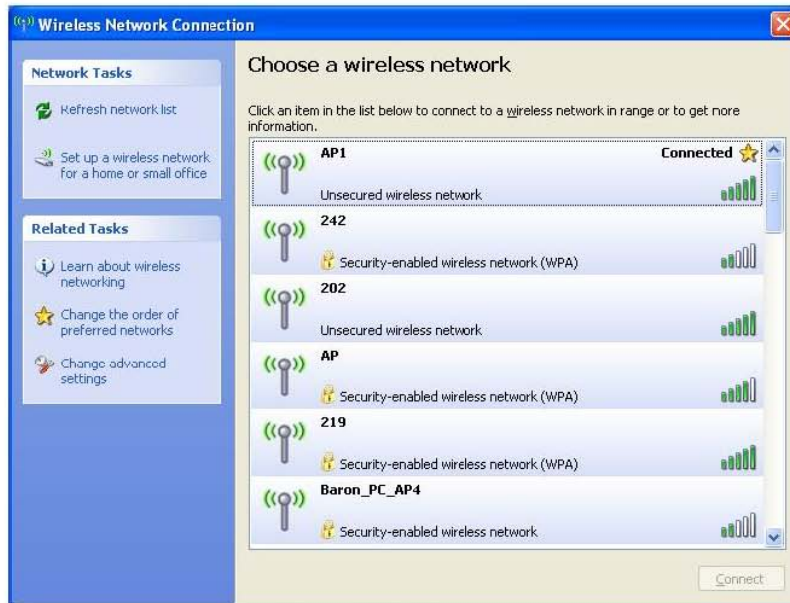 Wireless Network Connection
Network Tasks
Refresh network list
Set up a wireless network
for a home or small office
Related Tasks
Learn about wireless
networking
Change the order of
preferred networks
Change advanced
settings
Choose a wireless network
Click an item in the list below to connect to a wireless network in range or to get more
information.
AP1
Connected
Unsecured wireless network
242
Security-enabled wireless network (WPA)
202
Unsecured wireless network
AP
Security-enabled wireless network (WPA)
219
Security-enabled wireless network (WPA)
Baron_PC_AP4
Security-enabled wireless network
Connect